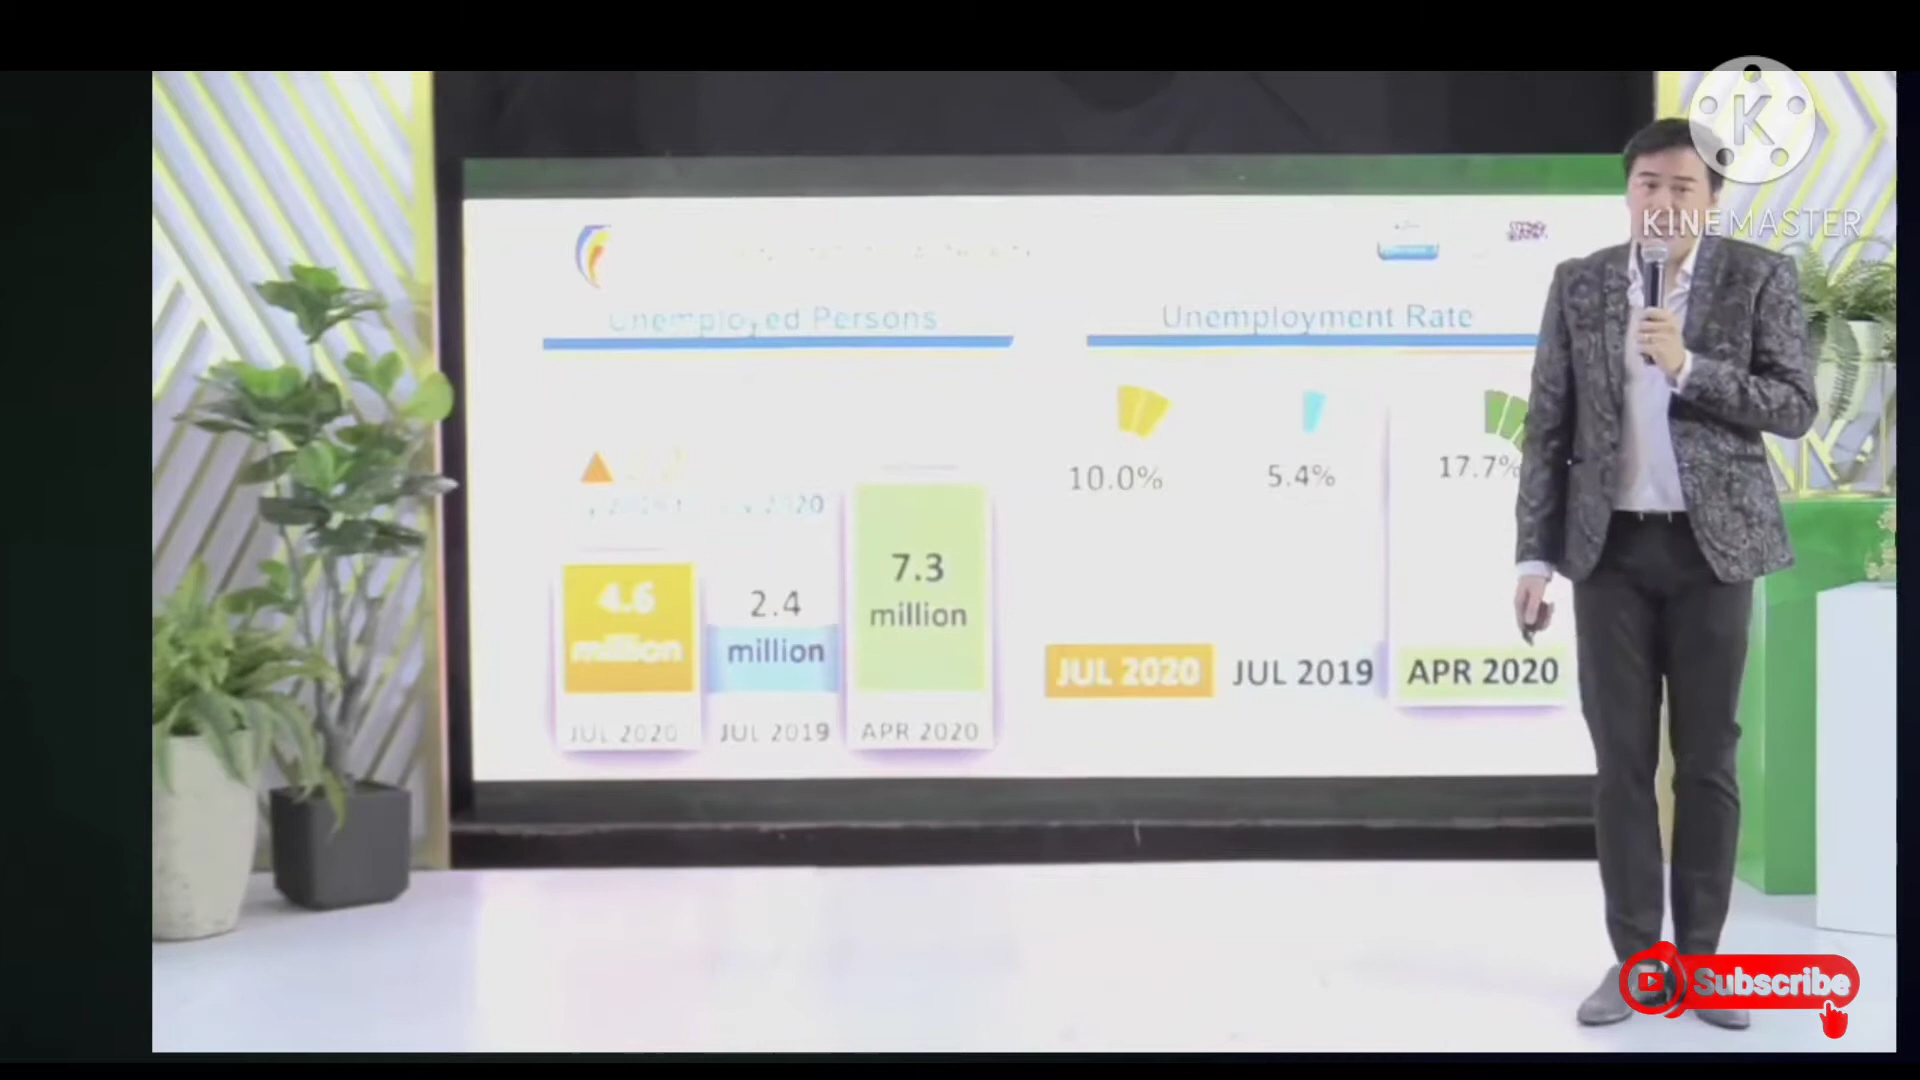 K
KINEMASTER
Unemployed Persons
Unemployment Rate
10.0%
5.4%
17.7%
2020
4.6
million
2.4
million
7.3
million
JUL 2020
JUL 2019
APR 2020
JUL 2020
JUL 2019
APR 2020
Subscribe